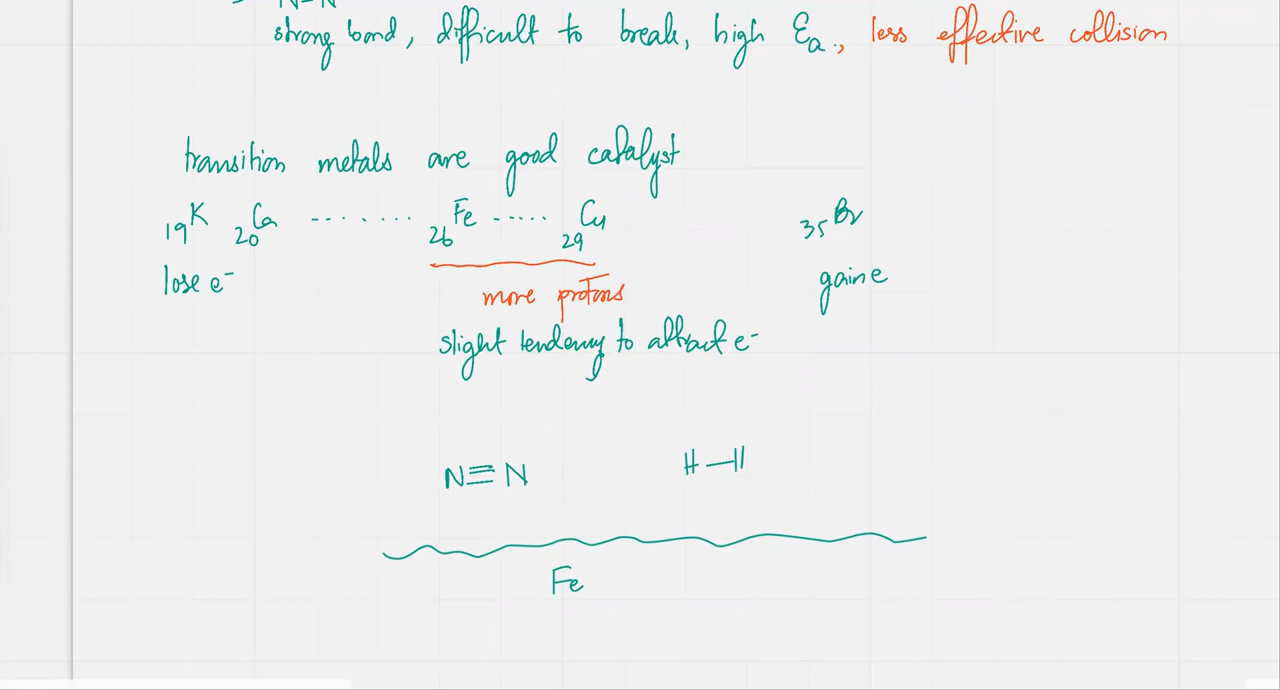 N≡N
strong bond, difficult to break, high Ea., less effective collision
transition metals are good catalyst
19K 20Ca ........ 26Fe ..... 29Cu 35Br
lose e⁻ gaine
more protons
slight tendency to attract e⁻
N≡N H—H
Fe